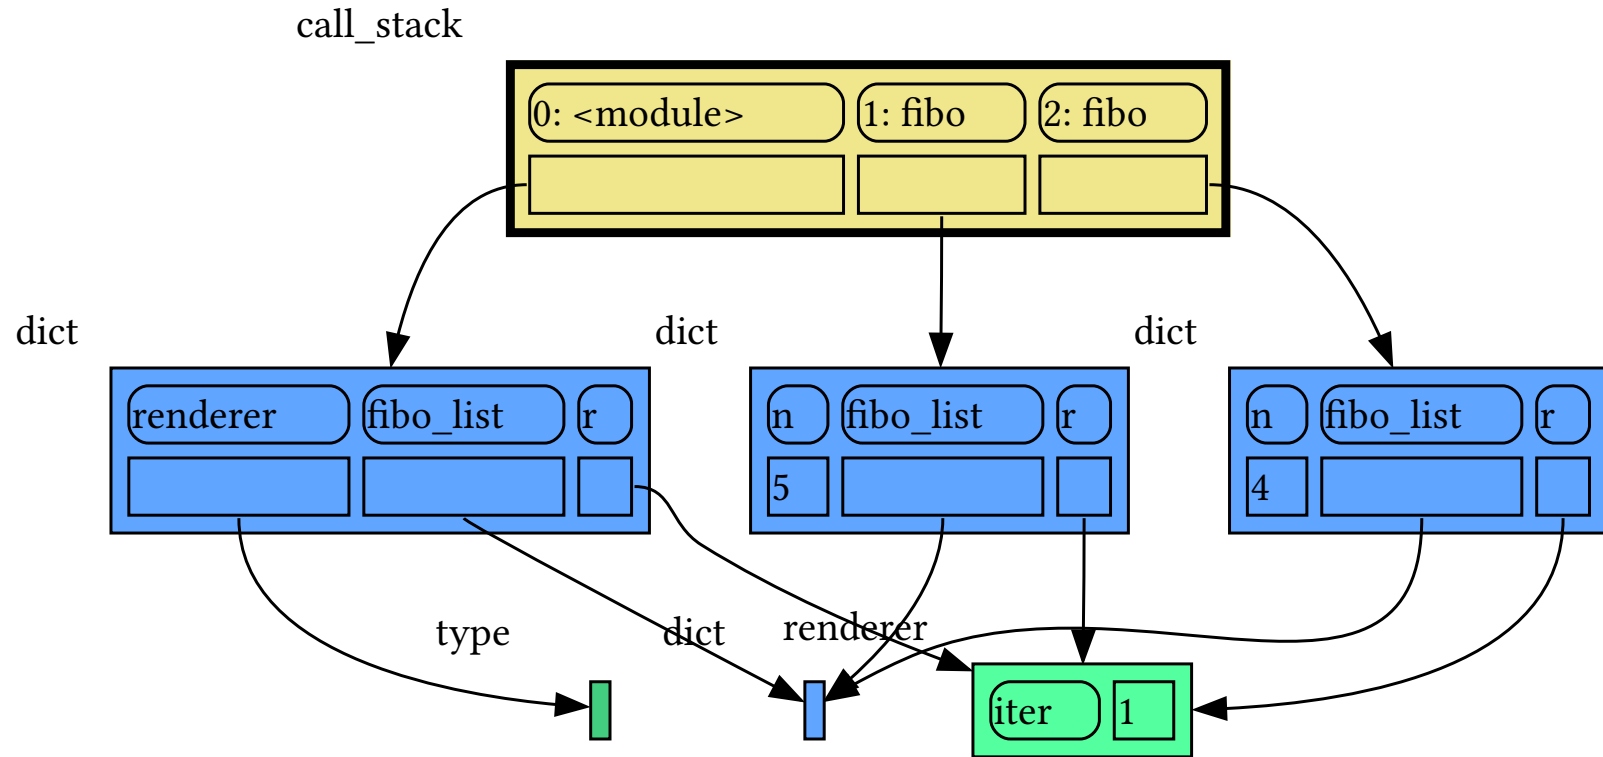 call_stack
0: <module> 1: fibo 2: fibo
dict dict dict
renderer fibo_list r n fibo_list r n fibo_list r
5 4
type dict renderer
iter 1